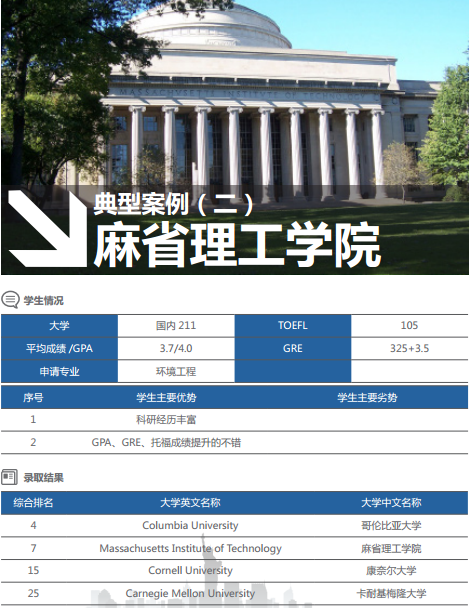 MASSACHUSETTS INSTITUTE OF
典型案例（二）
麻省理工学院
学生情况
大学 国内 211 TOEFL 105
平均成绩 /GPA 3.7/4.0 GRE 325+3.5
申请专业 环境工程
序号 学生主要优势 学生主要劣势
1 科研经历丰富
2 GPA、GRE、托福成绩提升的不错
录取结果
综合排名 大学英文名称 大学中文名称
4 Columbia University 哥伦比亚大学
7 Massachusetts Institute of Technology 麻省理工学院
15 Cornell University 康奈尔大学
25 Carnegie Mellon University 卡耐基梅隆大学